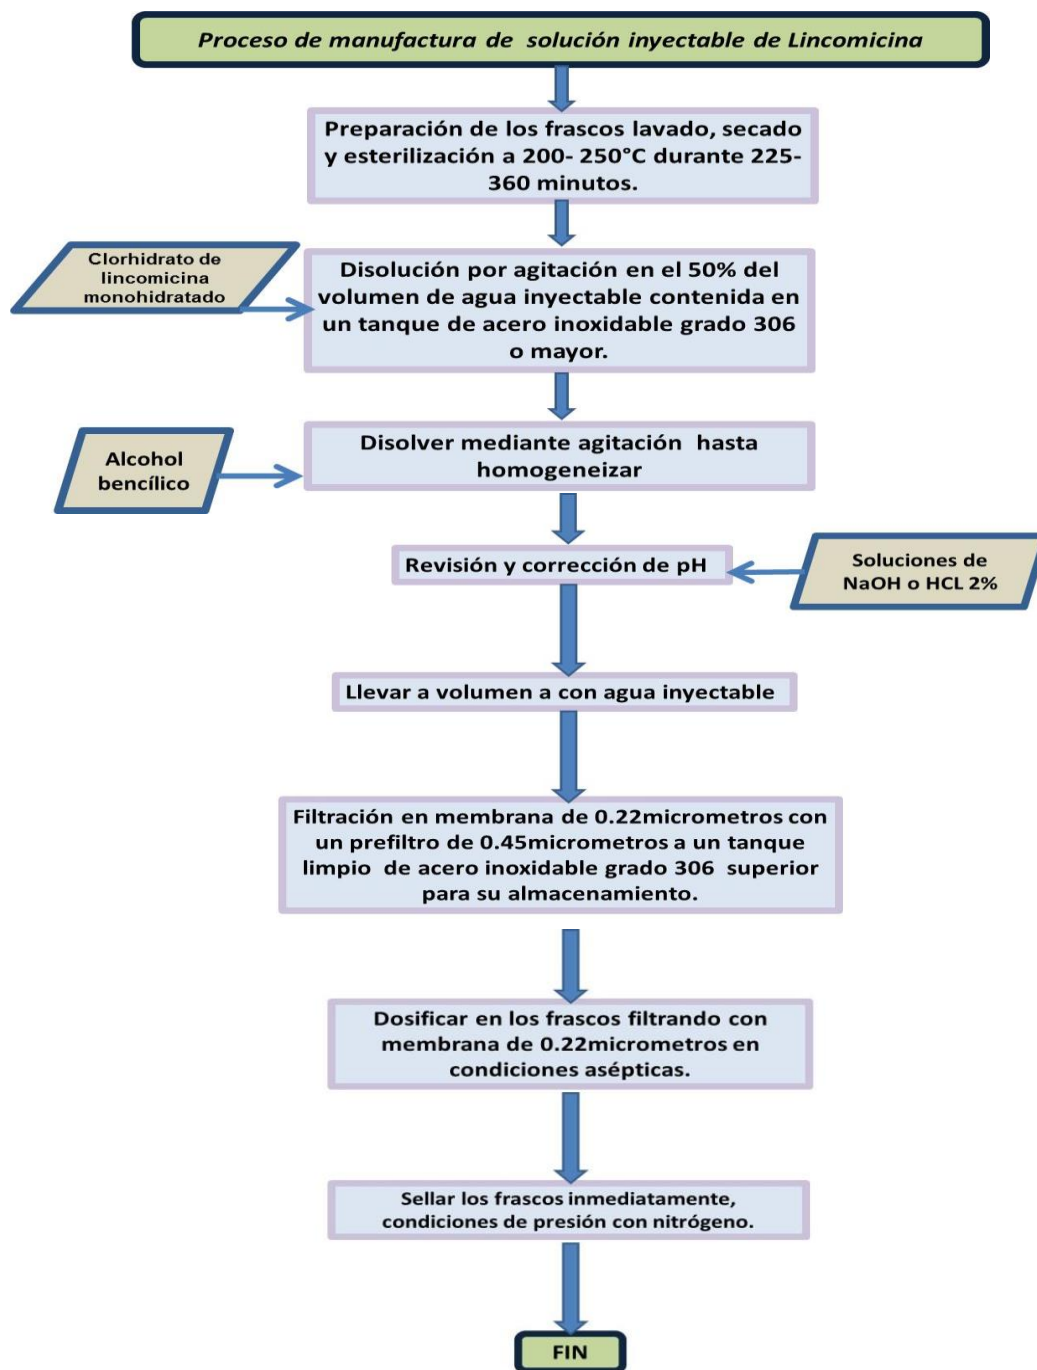 Proceso de manufactura de solución inyectable de Lincomicina
Preparación de los frascos lavado, secado
y esterilización a 200- 250°C durante 225-
360 minutos.
Clorhidrato de
lincomicina
monohidratado
Disolución por agitación en el 50% del
volumen de agua inyectable contenida en
un tanque de acero inoxidable grado 306
o mayor.
Alcohol
bencílico
Disolver mediante agitación hasta
homogeneizar
Revisión y corrección de pH
Soluciones de
NaOH o HCL 2%
Llevar a volumen a con agua inyectable
Filtración en membrana de 0.22micrometros con
un prefiltro de 0.45micrometros a un tanque
limpio de acero inoxidable grado 306 superior
para su almacenamiento.
Dosificar en los frascos filtrando con
membrana de 0.22micrometros en
condiciones asépticas.
Sellar los frascos inmediatamente,
condiciones de presión con nitrógeno.
FIN